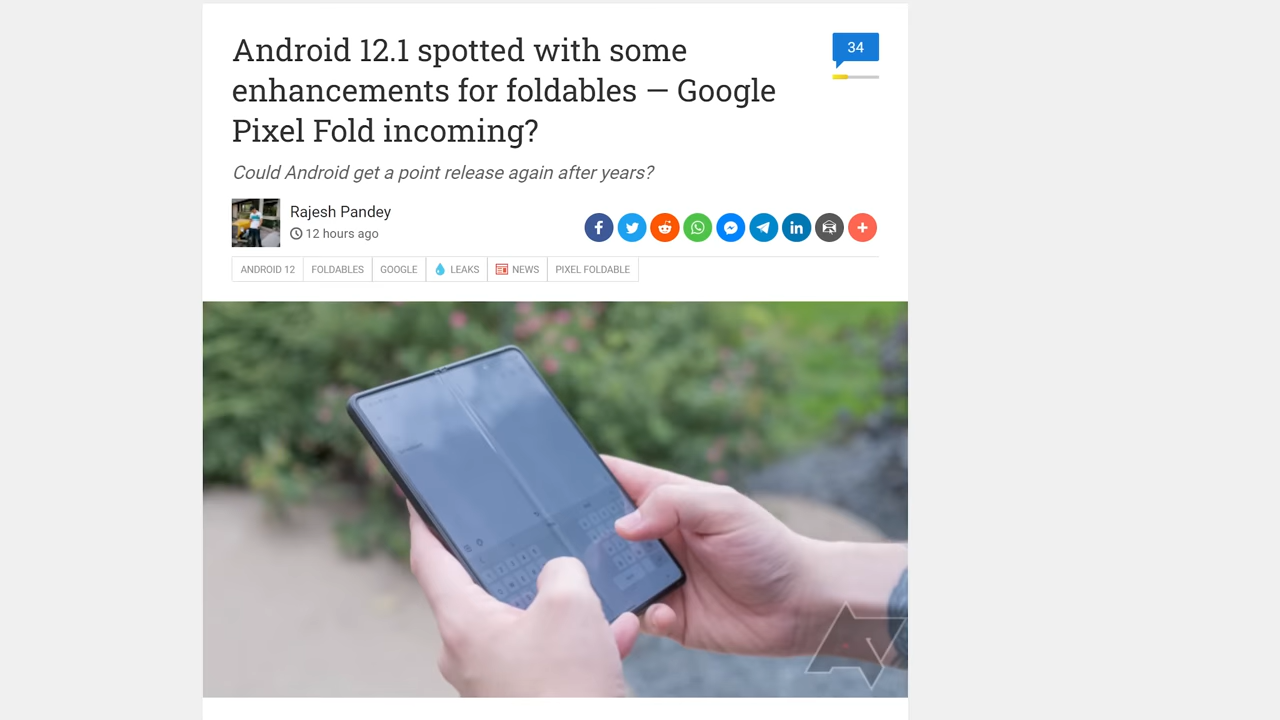 Android 12.1 spotted with some
enhancements for foldables — Google
Pixel Fold incoming?
34
Could Android get a point release again after years?
Rajesh Pandey
12 hours ago
ANDROID 12
FOLDABLES
GOOGLE
LEAKS
NEWS
PIXEL FOLDABLE